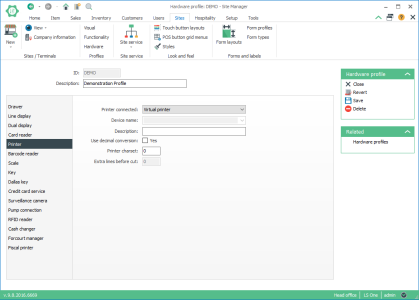 Hardware profile: DEMO - Site Manager
Home Item Sales Inventory Customers Users Sites Hospitality Setup Tools
New
View
Company information
Sites / Terminals
Visual
Functionality
Hardware
Profiles
Site service
Site service
Touch button layouts
POS button grid menus
Styles
Look and feel
Form layouts
Form profiles
Form types
Forms and labels
ID: DEMO
Description: Demonstration Profile
Drawer
Line display
Dual display
Card reader
Printer
Barcode reader
Scale
Key
Dallas key
Credit card service
Surveillance camera
Pump connection
RFID reader
Cash changer
Forcourt manager
Fiscal printer
Printer connected: Virtual printer
Device name:
Description:
Use decimal conversion: Yes
Printer charset: 0
Extra lines before cut: 0
Hardware profile
Close
Revert
Save
Delete
Related
Hardware profiles
Head office LS One admin